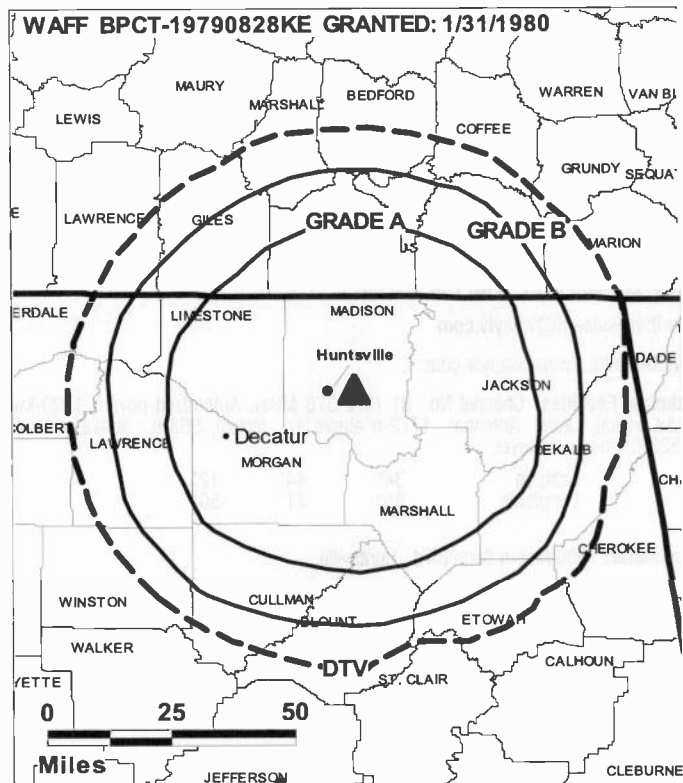 WAFF BPCT-19790828KE GRANTED: 1/31/1980
MAURY
BEDFORD
WARREN
MARSHALL
LEWIS
COFFEE
GRUNDY
LAWRENCE
GILES
GRADE A
GRADE B
MARION
LIMESTONE
MADISON
Huntsville
DADE
JACKSON
Decatur
LAWRENCE
DEKALB
MORGAN
MARSHALL
CHEROKEE
WINSTON
CULLMAN
BLOUNT
ETOWAH
WALKER
CALHOUN
DTV
ST. CLAIR
0 25 50
Miles
JEFFERSON
CLEBURNE